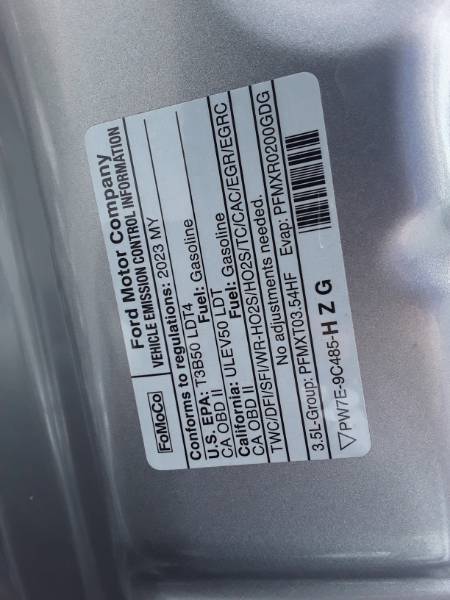 FoMoCo
Ford Motor Company
VEHICLE EMISSION CONTROL INFORMATION
Conforms to regulations: 2023 MY
U.S. EPA: T3B50 LDT4 Fuel: Gasoline
CA OBD II
California: ULEV50 LDT Fuel: Gasoline
CA OBD II
TWC/DFI/SFI/WR-HO2S/HO2S/TC/CAC/EGR/EGRC
No adjustments needed.
3.5L-Group: PFMXT03.54HF Evap: PFMXR0200GDG
▽PW7E-9C485-HZG